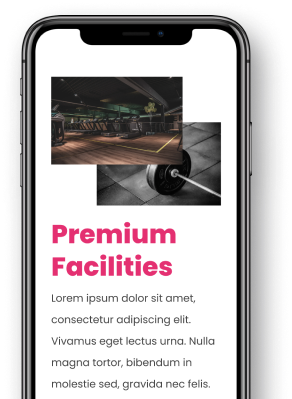 Premium
Facilities
Lorem ipsum dolor sit amet,
consectetur adipiscing elit.
Vivamus eget lectus urna. Nulla
magna tortor, bibendum in
molestie sed, gravida nec felis.